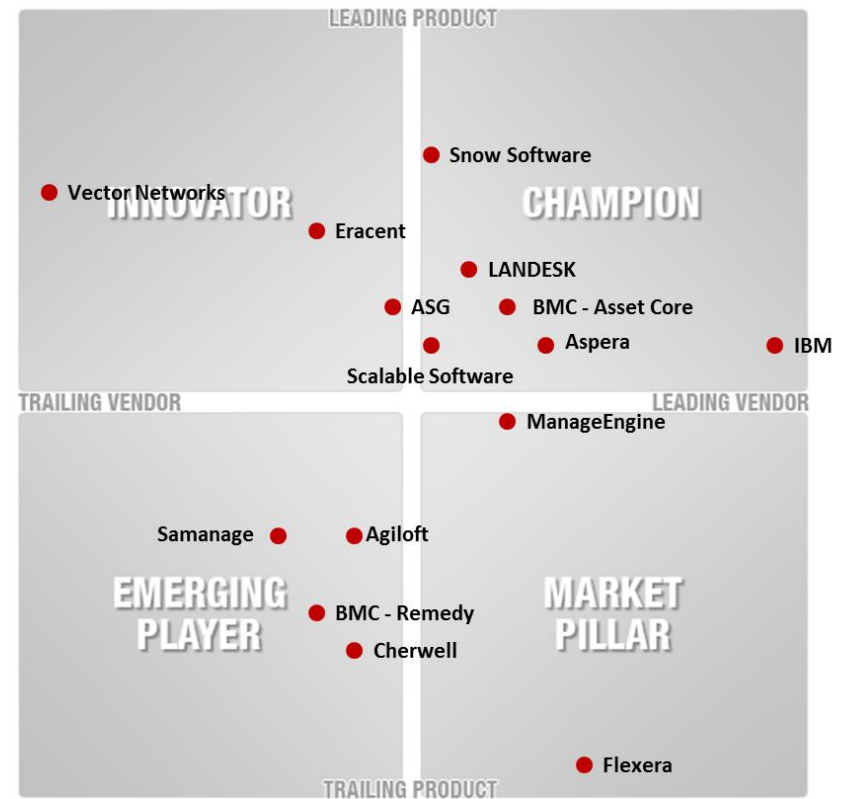 LEADING PRODUCT
Snow Software
Vector Networks
INNOVATOR
CHAMPION
Eracent
LANDESK
ASG
BMC - Asset Core
Aspera
IBM
Scalable Software
TRAILING VENDOR
LEADING VENDOR
ManageEngine
Samanage
Agiloft
EMERGING
PLAYER
MARKET
PILLAR
BMC - Remedy
Cherwell
Flexera
TRAILING PRODUCT